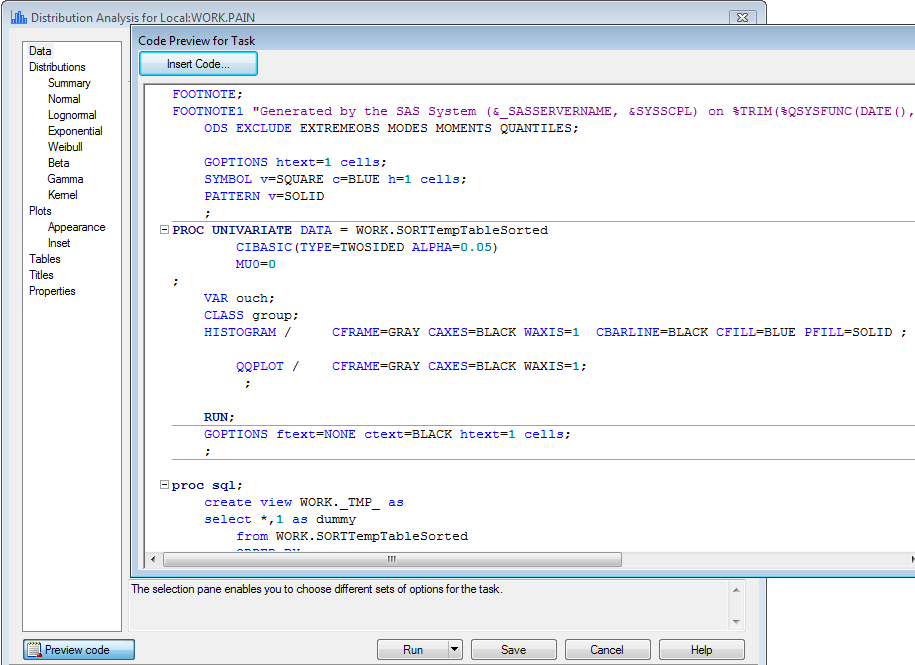 Distribution Analysis for Local:WORK.PAIN
Code Preview for Task
Insert Code...
Data
Distributions
Summary
Normal
Lognormal
Exponential
Weibull
Beta
Gamma
Kernel
Plots
Appearance
Inset
Tables
Titles
Properties
FOOTNOTE;
FOOTNOTE1 "Generated by the SAS System (&_SASSERVERNAME, &SYSSCPL) on %TRIM(%QSYSFUNC(DATE(),
ODS EXCLUDE EXTREMEOBS MODES MOMENTS QUANTILES;
GOPTIONS htext=1 cells;
SYMBOL v=SQUARE c=BLUE h=1 cells;
PATTERN v=SOLID
;
PROC UNIVARIATE DATA = WORK.SORTTempTableSorted
CIBASIC(TYPE=TWOSIDED ALPHA=0.05)
MU0=0
;
VAR ouch;
CLASS group;
HISTOGRAM / CFRAME=GRAY CAXES=BLACK WAXIS=1 CBARLINE=BLACK CFILL=BLUE PFILL=SOLID ;
QQPLOT / CFRAME=GRAY CAXES=BLACK WAXIS=1;
;
RUN;
GOPTIONS ftext=NONE ctext=BLACK htext=1 cells;
;
proc sql;
create view WORK._TMP_ as
select *,1 as dummy
from WORK.SORTTempTableSorted
The selection pane enables you to choose different sets of options for the task.
Preview code
Run
Save
Cancel
Help